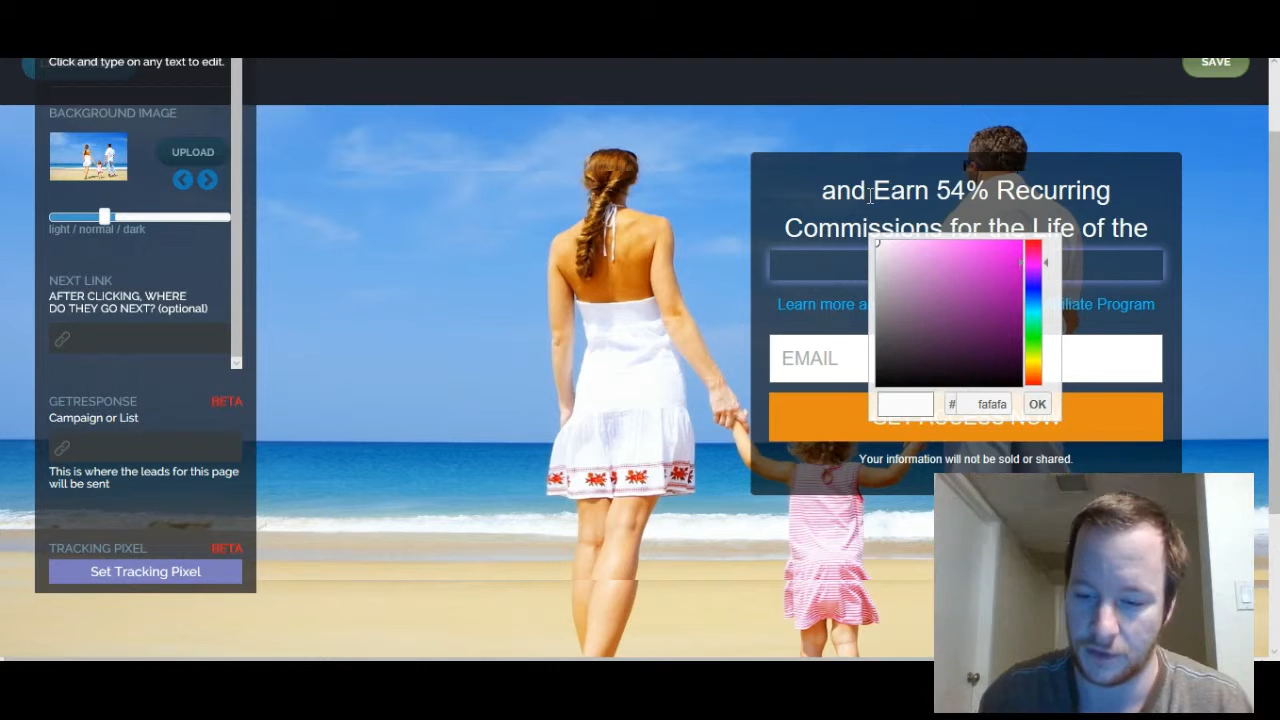 Click and type on any text to edit.
SAVE
BACKGROUND IMAGE
UPLOAD
light / normal / dark
NEXT LINK
AFTER CLICKING, WHERE
DO THEY GO NEXT? (optional)
GETRESPONSE BETA
Campaign or List
This is where the leads for this page
will be sent
TRACKING PIXEL BETA
Set Tracking Pixel
and Earn 54% Recurring
Commissions for the Life of the
Learn more Program
EMAIL
# fafafa OK
GET ACCESS NOW
Your information will not be sold or shared.